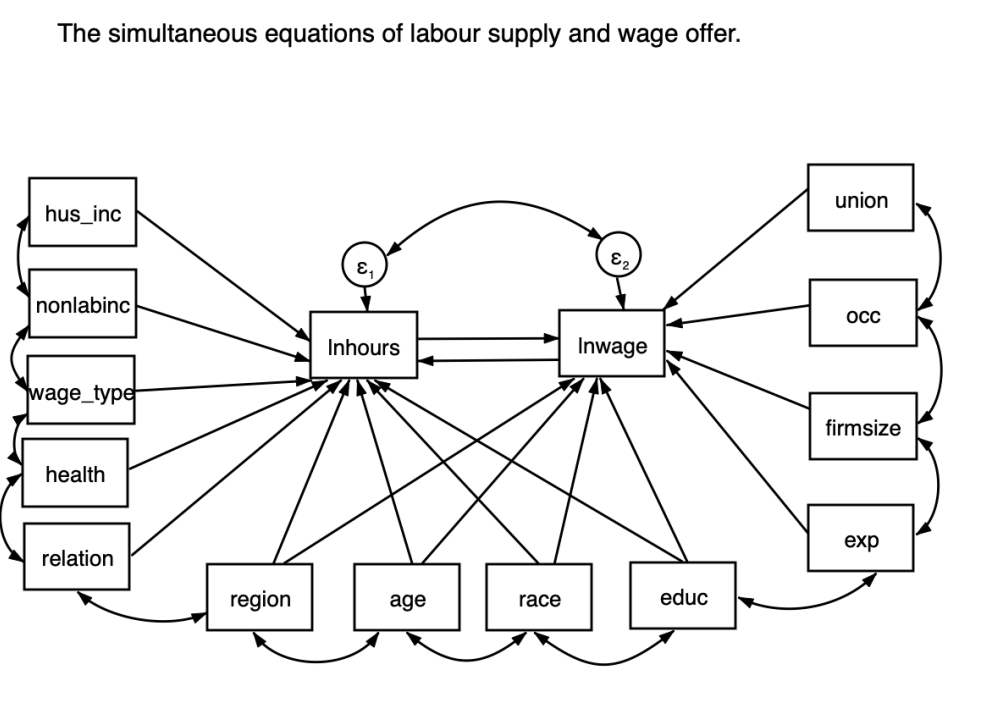 The simultaneous equations of labour supply and wage offer.
hus_inc
union
nonlabinc
ε1
ε2
occ
lnhours
lnwage
wage_type
firmsize
health
relation
exp
region
age
race
educ